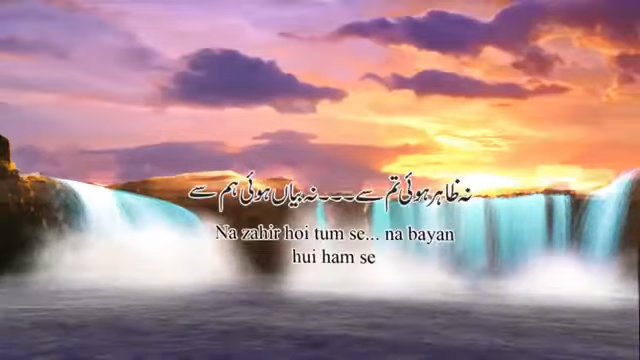 نہ ظاہر ہوئی تم سے۔۔۔۔ نہ بیاں ہوئی ہم سے
Na zahir hoi tum se... na bayan
hui ham se